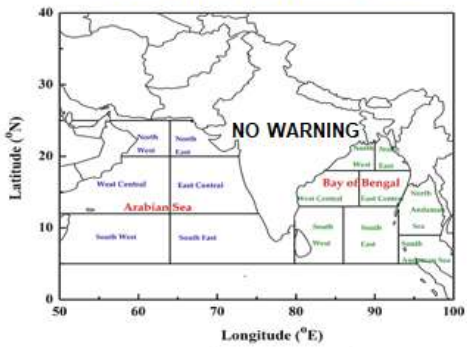 40
30
20
10
0
Latitude (°N)
NO WARNING
North
West
North
East
West Central
East Central
Arabian Sea
South West
South East
North
West
North
East
Bay of Bengal
West Central
East Central
South
West
South
East
North
Andaman
Sea
South
Andaman Sea
50
60
70
80
90
100
Longitude (°E)